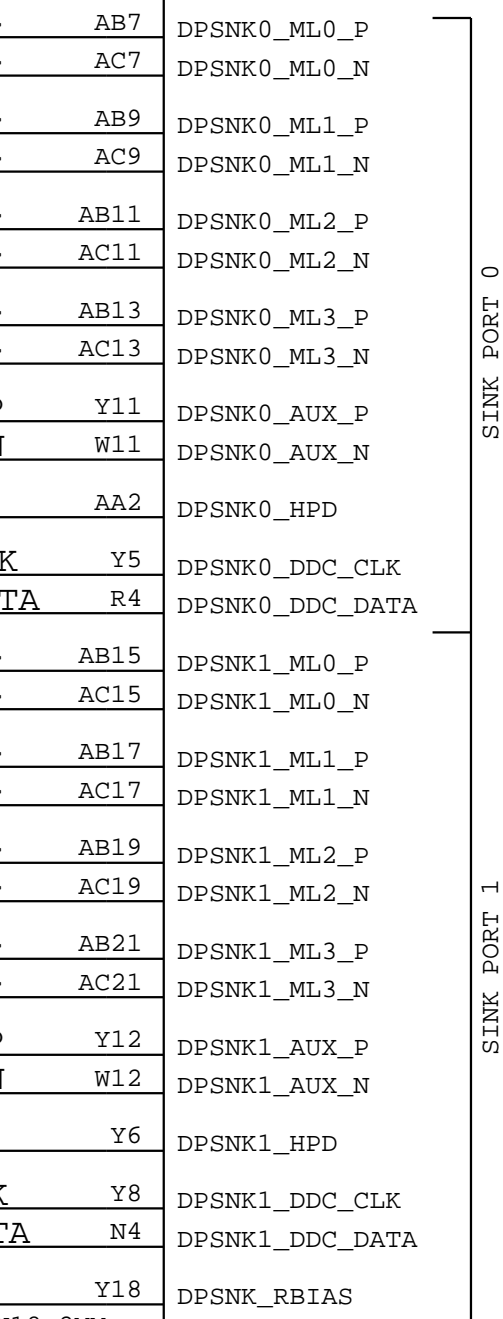 AB7 DPSNK0_ML0_P
AC7 DPSNK0_ML0_N
AB9 DPSNK0_ML1_P
AC9 DPSNK0_ML1_N
AB11 DPSNK0_ML2_P
AC11 DPSNK0_ML2_N
AB13 DPSNK0_ML3_P
AC13 DPSNK0_ML3_N
Y11 DPSNK0_AUX_P
W11 DPSNK0_AUX_N
AA2 DPSNK0_HPD
K Y5 DPSNK0_DDC_CLK
TA R4 DPSNK0_DDC_DATA
SINK PORT 0
AB15 DPSNK1_ML0_P
AC15 DPSNK1_ML0_N
AB17 DPSNK1_ML1_P
AC17 DPSNK1_ML1_N
AB19 DPSNK1_ML2_P
AC19 DPSNK1_ML2_N
AB21 DPSNK1_ML3_P
AC21 DPSNK1_ML3_N
Y12 DPSNK1_AUX_P
W12 DPSNK1_AUX_N
Y6 DPSNK1_HPD
Y8 DPSNK1_DDC_CLK
TA N4 DPSNK1_DDC_DATA
SINK PORT 1
Y18 DPSNK_RBIAS